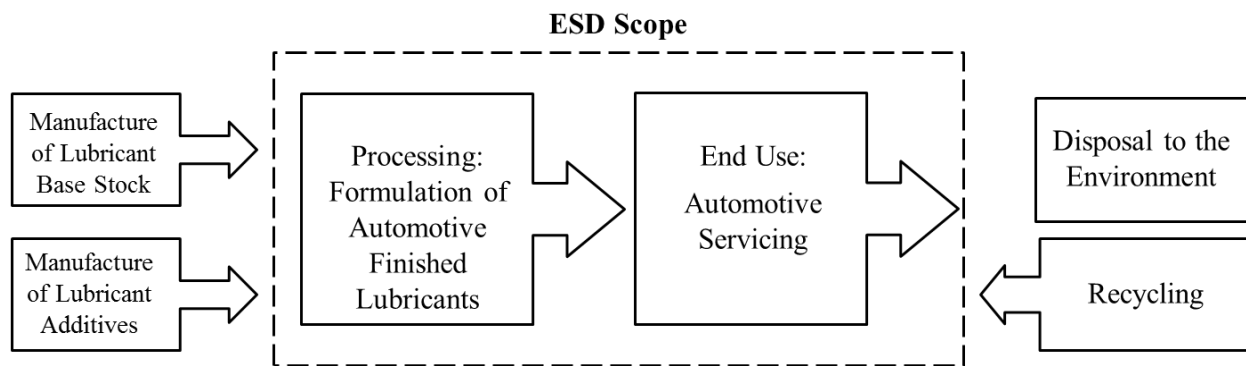 ESD Scope
Manufacture
of Lubricant
Base Stock
Manufacture
of Lubricant
Additives
Processing:
Formulation of
Automotive
Finished
Lubricants
End Use:
Automotive
Servicing
Disposal to the
Environment
Recycling